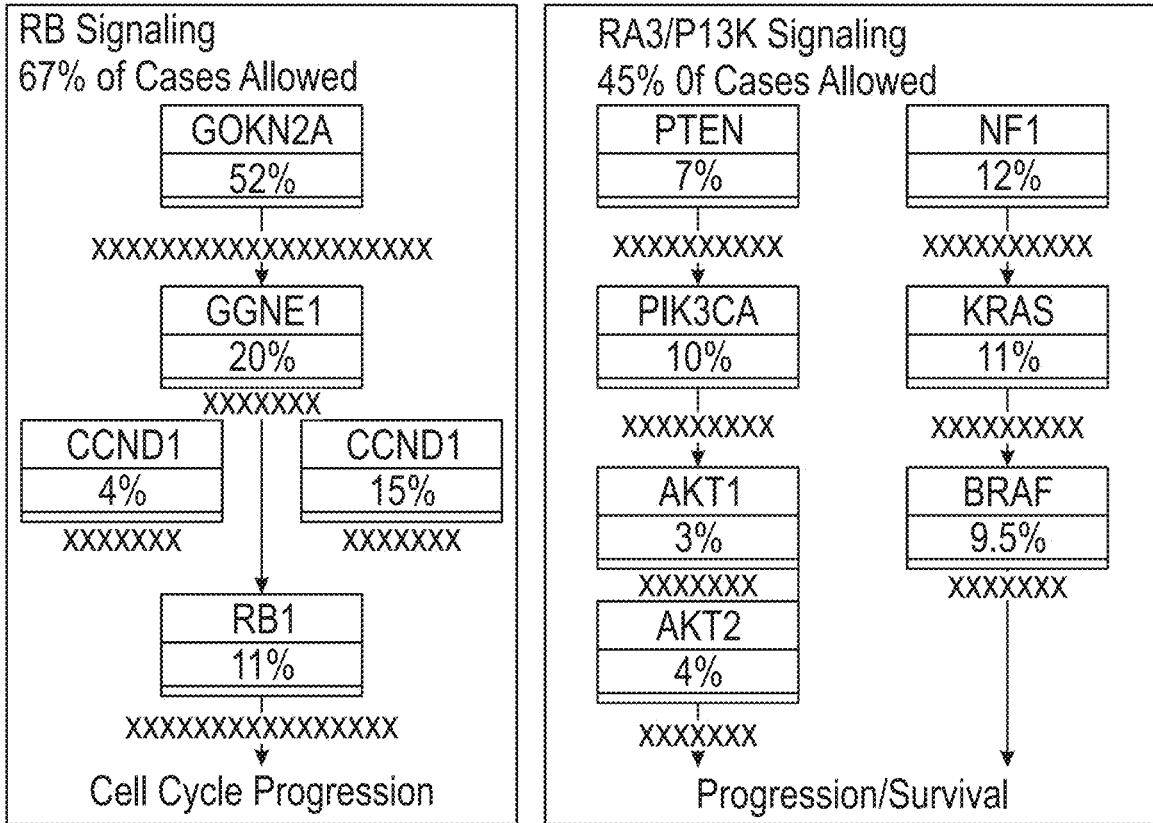 RB Signaling
67% of Cases Allowed
GOKN2A
52%
XXXXXXXXXXXXXXXXXXXX
GGNE1
20%
XXXXXXX
CCND1
4%
XXXXXXX
CCND1
15%
XXXXXXX
RB1
11%
XXXXXXXXXXXXXXXX
Cell Cycle Progression
RA3/P13K Signaling
45% 0f Cases Allowed
PTEN
7%
XXXXXXXXXX
PIK3CA
10%
XXXXXXXXX
AKT1
3%
XXXXXXX
AKT2
4%
XXXXXXX
NF1
12%
XXXXXXXXXX
KRAS
11%
XXXXXXXXX
BRAF
9.5%
XXXXXXX
Progression/Survival